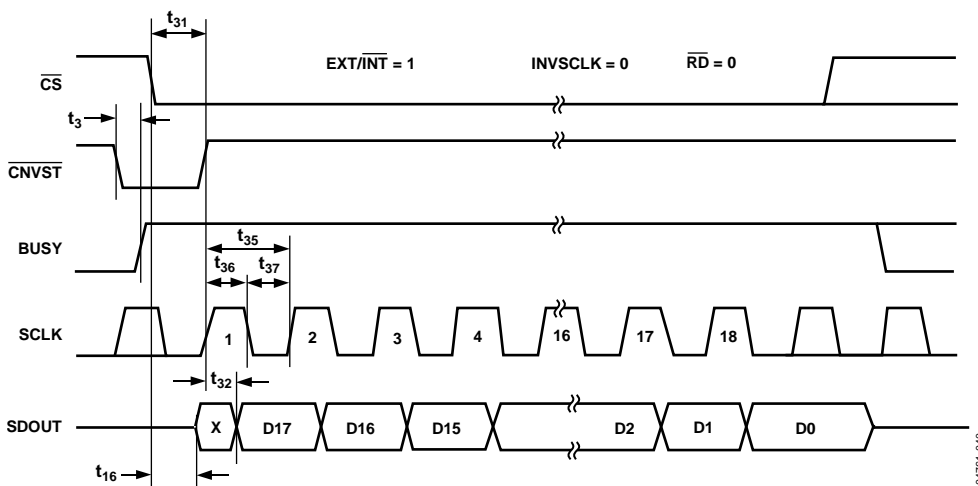 t31
EXT/INT = 1 INVSCLK = 0 RD = 0
CS
t3
CNVST
BUSY
t35
t36 t37
SCLK
1 2 3 4 16 17 18
t32
SDOUT
X D17 D16 D15 D2 D1 D0
t16